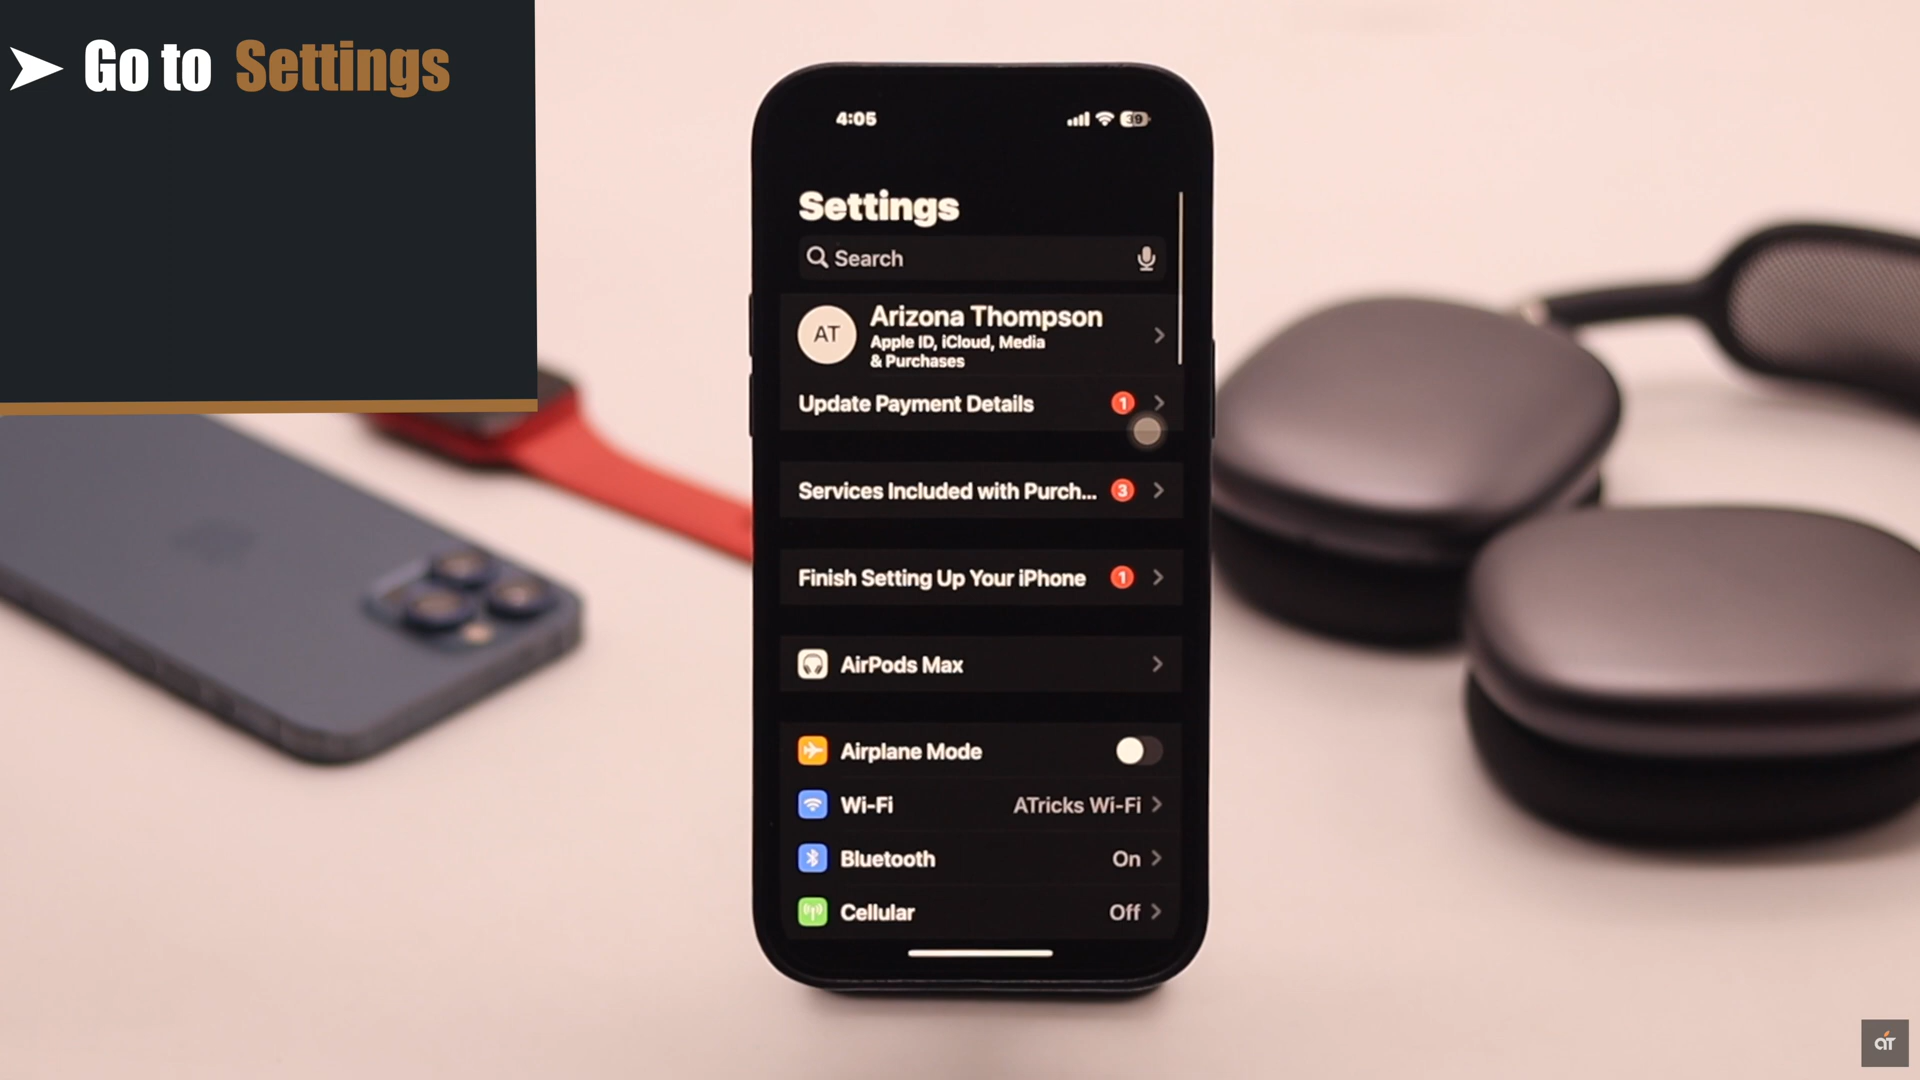 ➤ Go to Settings
4:05
39
Settings
Search
AT
Arizona Thompson
Apple ID, iCloud, Media
& Purchases
Update Payment Details 1
Services Included with Purch... 3
Finish Setting Up Your iPhone 1
AirPods Max
Airplane Mode
Wi-Fi ATricks Wi-Fi
Bluetooth On
Cellular Off
aT